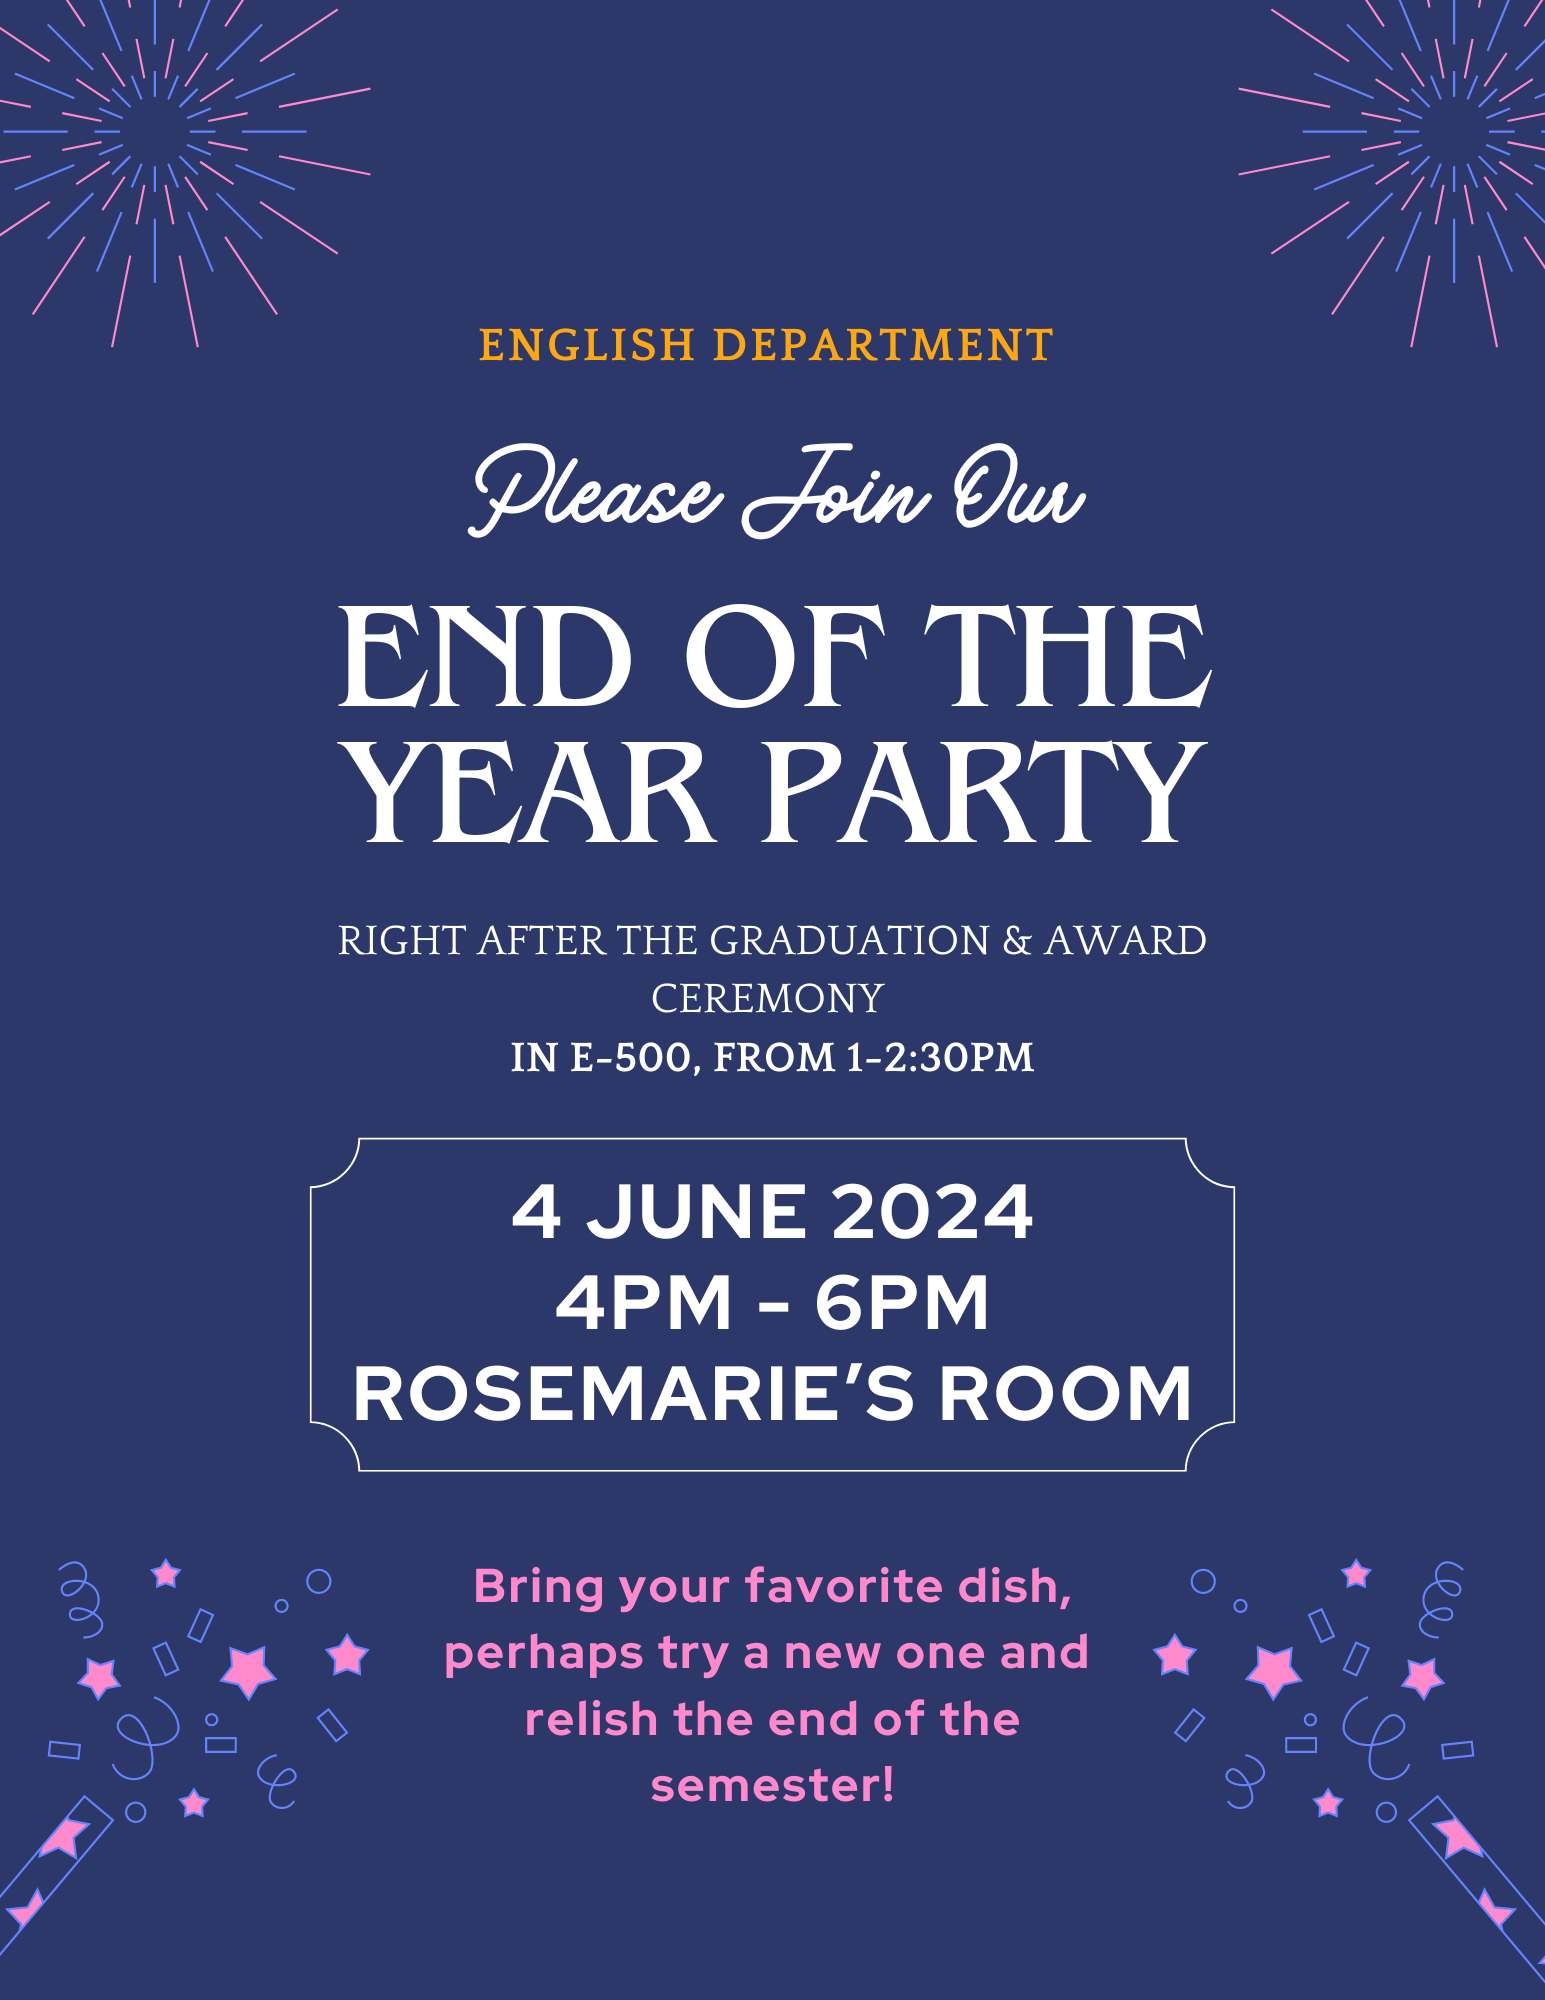 ENGLISH DEPARTMENT
Please Join Our
END OF THE
YEAR PARTY
RIGHT AFTER THE GRADUATION & AWARD
CEREMONY
IN E-500, FROM 1-2:30PM
4 JUNE 2024
4PM - 6PM
ROSEMARIE'S ROOM
Bring your favorite dish,
perhaps try a new one and
relish the end of the
semester!